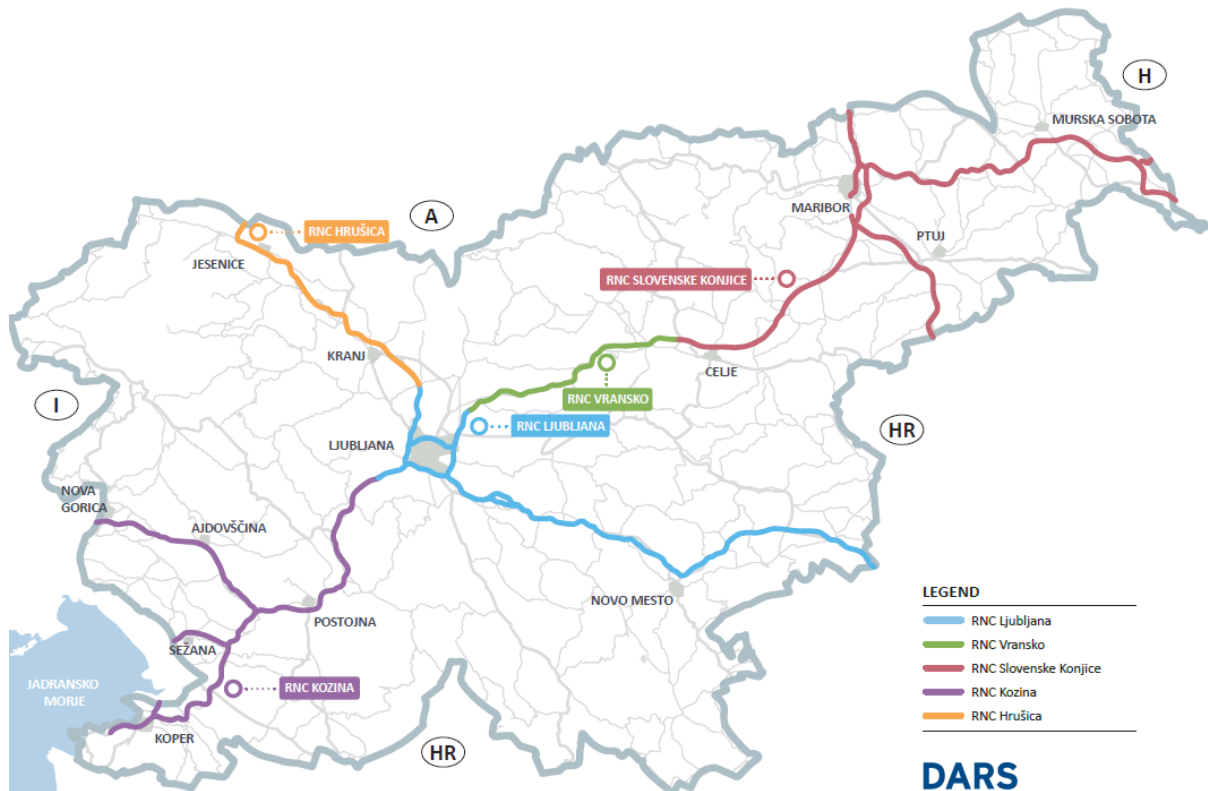 H
MURSKA SOBOTA
A
RNC HRUŠICA
MARIBOR
PTUJ
JESENICE
RNC SLOVENSKE KONJICE
KRANJ
CELJE
RNC VRANSKO
I
RNC LJUBLJANA
HR
LJUBLJANA
NOVA
GORICA
AJDOVŠČINA
NOVO MESTO
POSTOJNA
SEŽANA
RNC KOZINA
JADRANSKO
MORJE
KOPER
HR
LEGEND
RNC Ljubljana
RNC Vransko
RNC Slovenske Konjice
RNC Kozina
RNC Hrušica
DARS